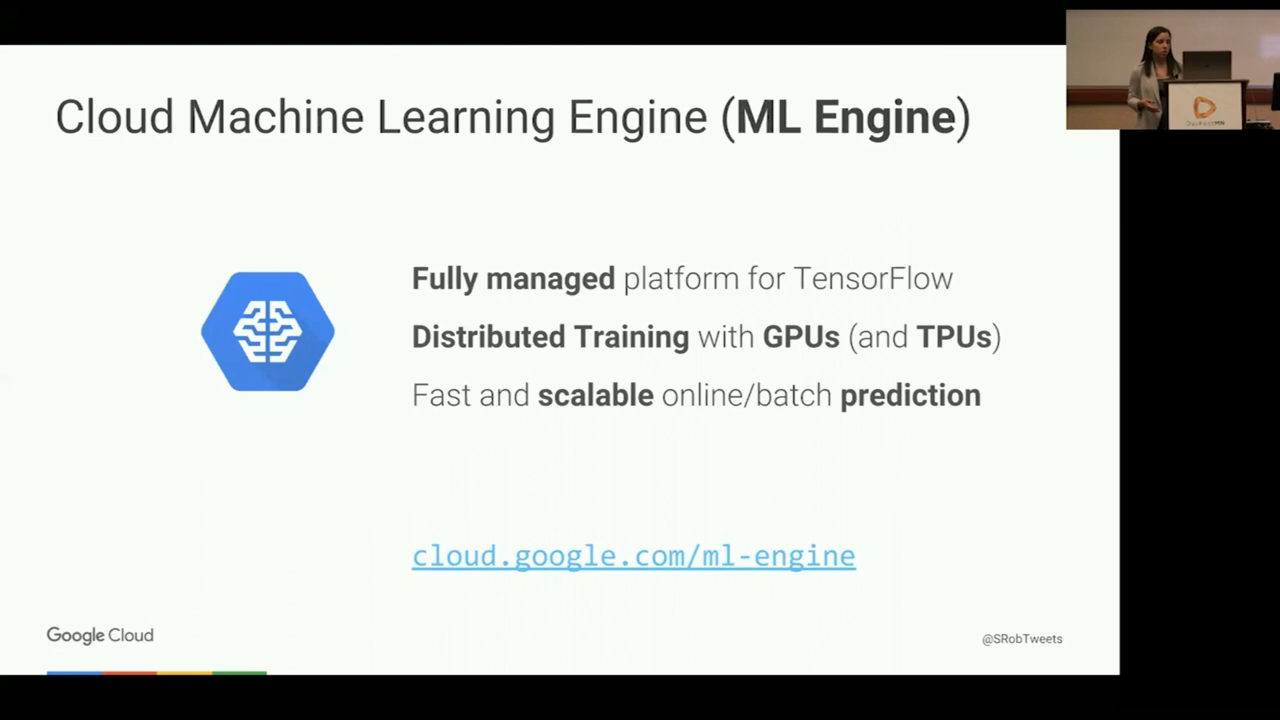 Cloud Machine Learning Engine (ML Engine)
Fully managed platform for TensorFlow
Distributed Training with GPUs (and TPUs)
Fast and scalable online/batch prediction
cloud.google.com/ml-engine
Google Cloud
@SRobTweets